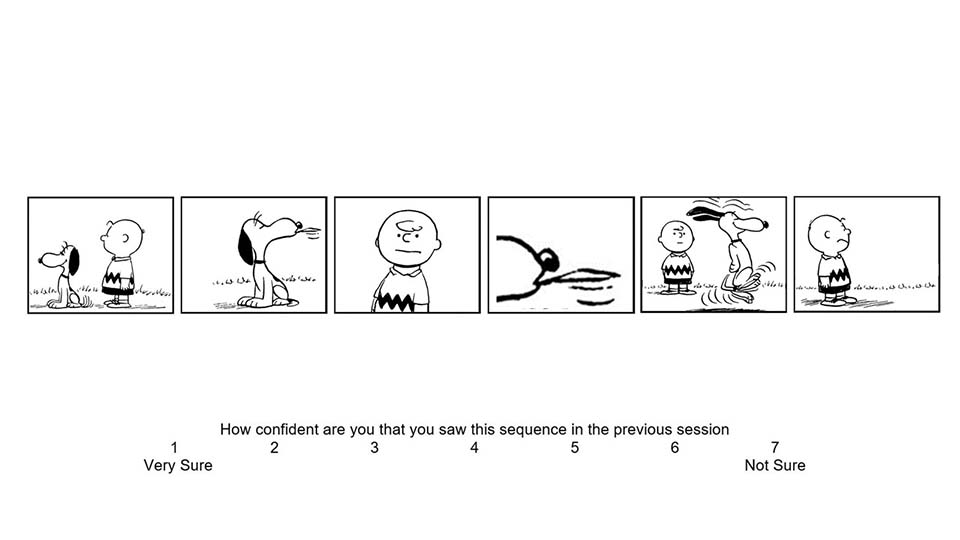 How confident are you that you saw this sequence in the previous session
1 2 3 4 5 6 7
Very Sure Not Sure